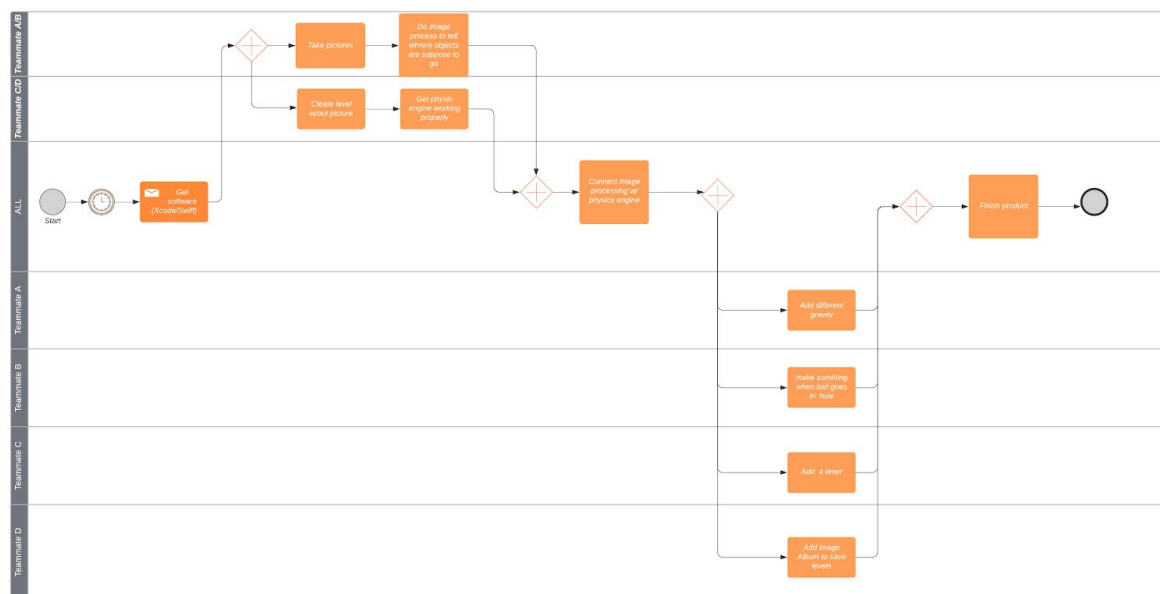 Teammate A/B
Take pictures
Do image
process to tell
whrere objects
are suppose to
go
Teammate C/D
Create level
w/out picture
Get physic
engine working
properly
ALL
Start
Get
software
(Xcode/Swift)
Connect image
processing w/
physics engine
Finish product
Teammate A
Add different
gravity
Teammate B
make somthing
when ball goes
in hole
Teammate C
Add a timer
Teammate D
Add image
Album to save
levels